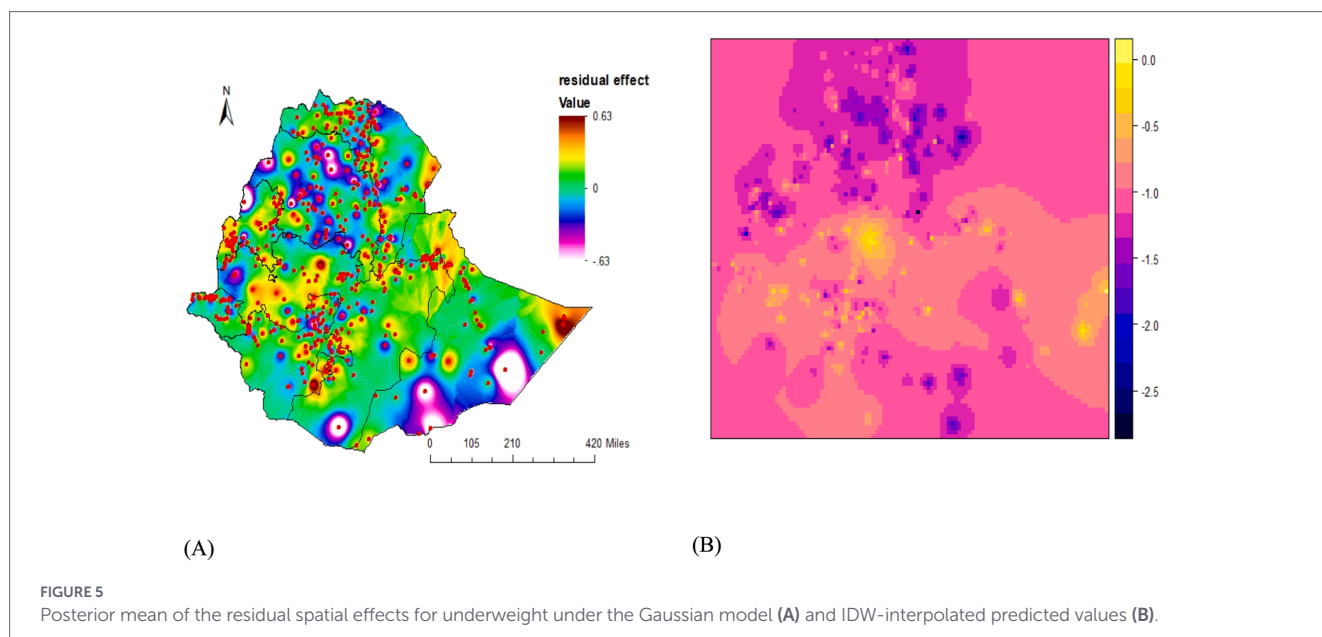 N
residual effect
Value
0.63
0
-.63
0 105 210 420 Miles
0.0
-0.5
-1.0
-1.5
-2.0
-2.5
(A)
(B)
FIGURE 5
Posterior mean of the residual spatial effects for underweight under the Gaussian model (A) and IDW-interpolated predicted values (B).